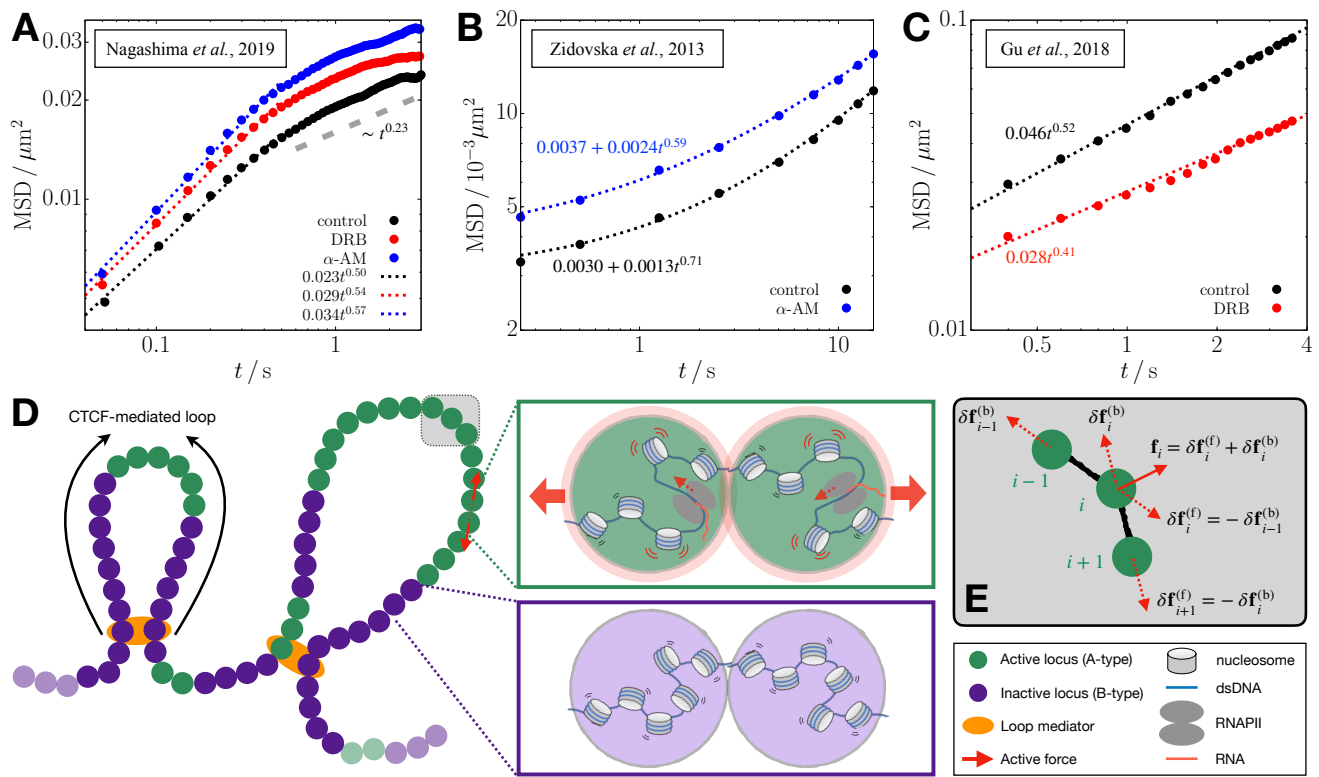 A
Nagashima et al., 2019
MSD / μm²
0.03
0.02
0.01
~ t^0.23
control
DRB
α-AM
0.023t^0.50
0.029t^0.54
0.034t^0.57
0.1
1
t / s
B
Zidovska et al., 2013
MSD / 10⁻³μm²
20
10
5
2
0.0037 + 0.0024t^0.59
0.0030 + 0.0013t^0.71
control
α-AM
1
10
t / s
C
Gu et al., 2018
MSD / μm²
0.1
0.01
0.046t^0.52
0.028t^0.41
control
DRB
0.5
1
2
4
t / s
D
CTCF-mediated loop
δf_{i−1}^{(b)}
δf_i^{(b)}
f_i = δf_i^{(f)} + δf_i^{(b)}
i − 1
i
δf_i^{(f)} = − δf_{i−1}^{(b)}
i + 1
E
δf_{i+1}^{(f)} = − δf_i^{(b)}
Active locus (A-type)
Inactive locus (B-type)
Loop mediator
Active force
nucleosome
dsDNA
RNAPII
RNA